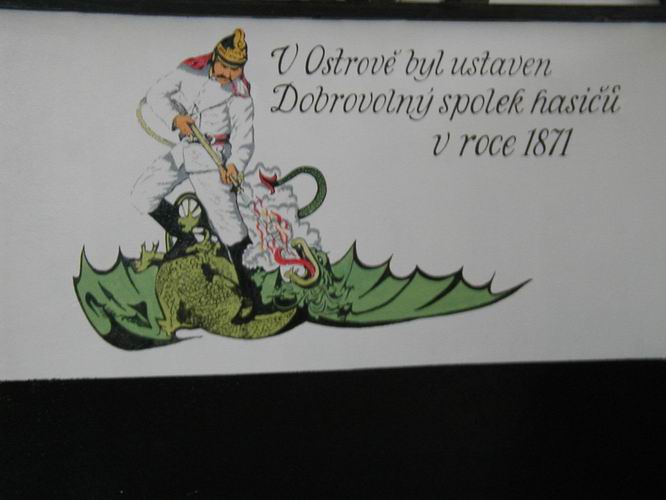 V Ostrově byl ustaven
Dobrovolný spolek hasičů
v roce 1871